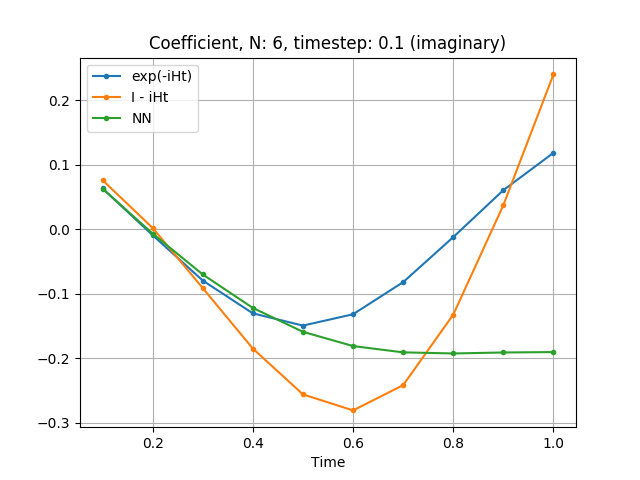 Coefficient, N: 6, timestep: 0.1 (imaginary)
exp(-iHt)
I - iHt
NN
0.2
0.1
0.0
−0.1
−0.2
−0.3
0.2 0.4 0.6 0.8 1.0
Time